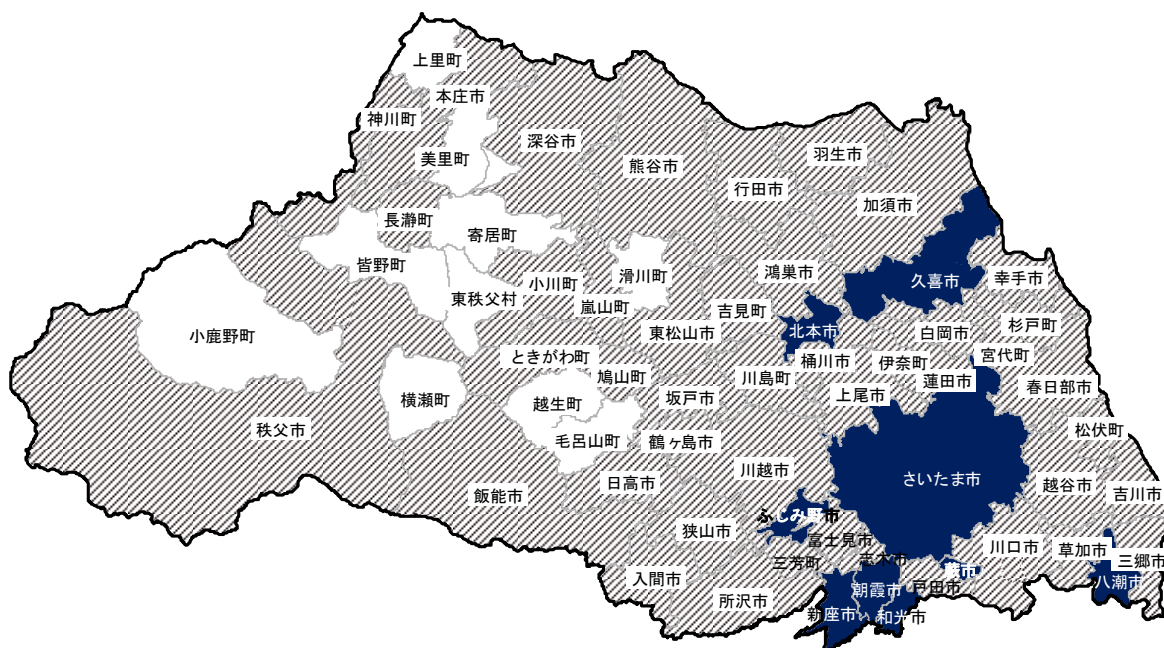 上里町
本庄市
神川町
深谷市
羽生市
美里町
熊谷市
行田市
加須市
長瀞町
寄居町
皆野町
鴻巣市
久喜市
幸手市
小川町
滑川町
東秩父村
嵐山町
吉見町
杉戸町
小鹿野町
東松山市
北本市
白岡市
ときがわ町
桶川市
伊奈町
宮代町
鳩山町
川島町
蓮田市
春日部市
横瀬町
越生町
坂戸市
上尾市
秩父市
毛呂山町
鶴ヶ島市
松伏町
川越市
さいたま市
日高市
越谷市
飯能市
吉川市
ふじみ野市
狭山市
富士見市
川口市
草加市
三芳町
志木市
蕨市
三郷市
入間市
朝霞市
戸田市
八潮市
所沢市
新座市
和光市